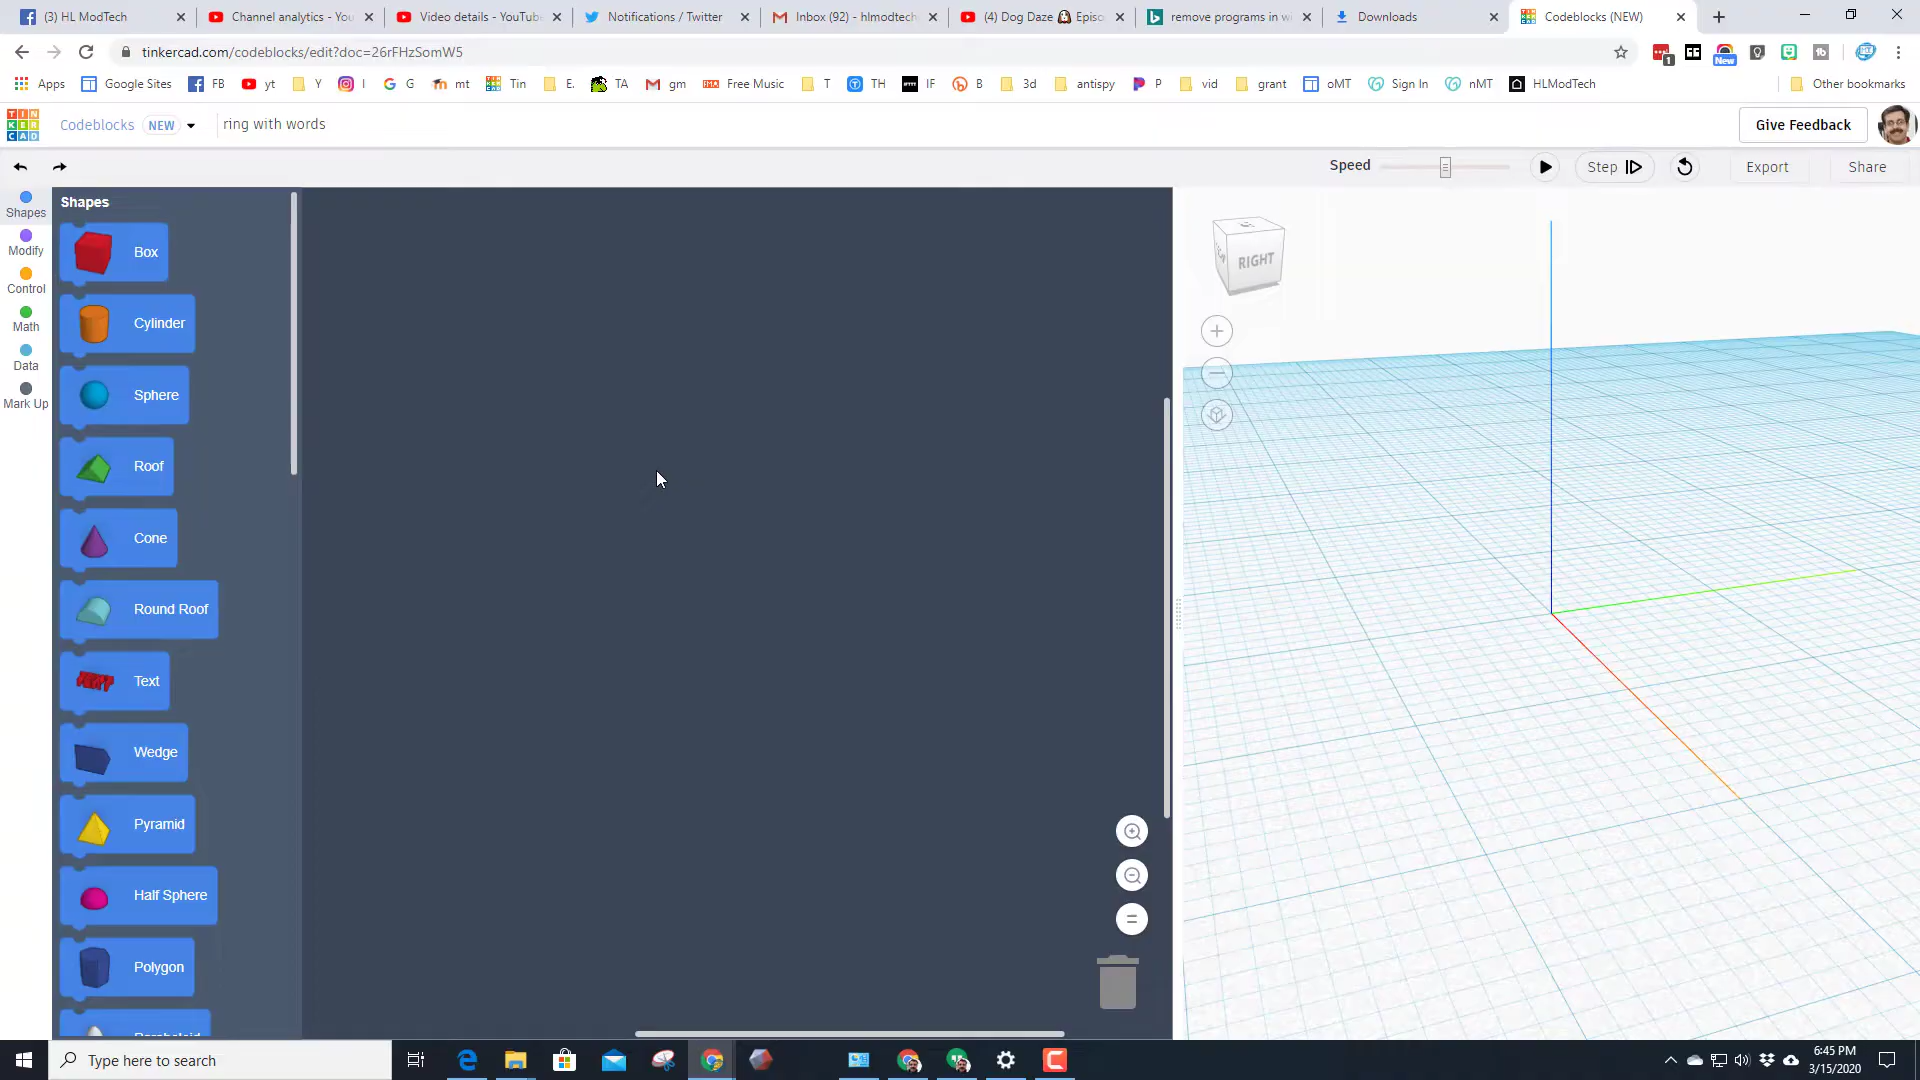 (3) HL ModTech
Channel analytics - You
Video details - YouTube
Notifications / Twitter
Inbox (92) - hlmodtech
(4) Dog Daze
Episo
remove programs in wi
Downloads
Codeblocks (NEW)
tinkercad.com/codeblocks/edit?doc=26rFHzSomW5
1
New
Apps
Google Sites
FB
yt
Y
I
G
mt
Tin
E.
TA
gm
Free Music
T
TH
IF
B
3d
antispy
P
vid
grant
oMT
Sign In
nMT
HLModTech
Other bookmarks
TIN
KER
CAD
Codeblocks
NEW
ring with words
Give Feedback
Speed
Step
Export
Share
Shapes
Modify
Control
Math
Data
Mark Up
Shapes
Box
Cylinder
Sphere
Roof
Cone
Round Roof
Text
Wedge
Pyramid
Half Sphere
Polygon
RIGHT
Type here to search
6:45 PM
3/15/2020